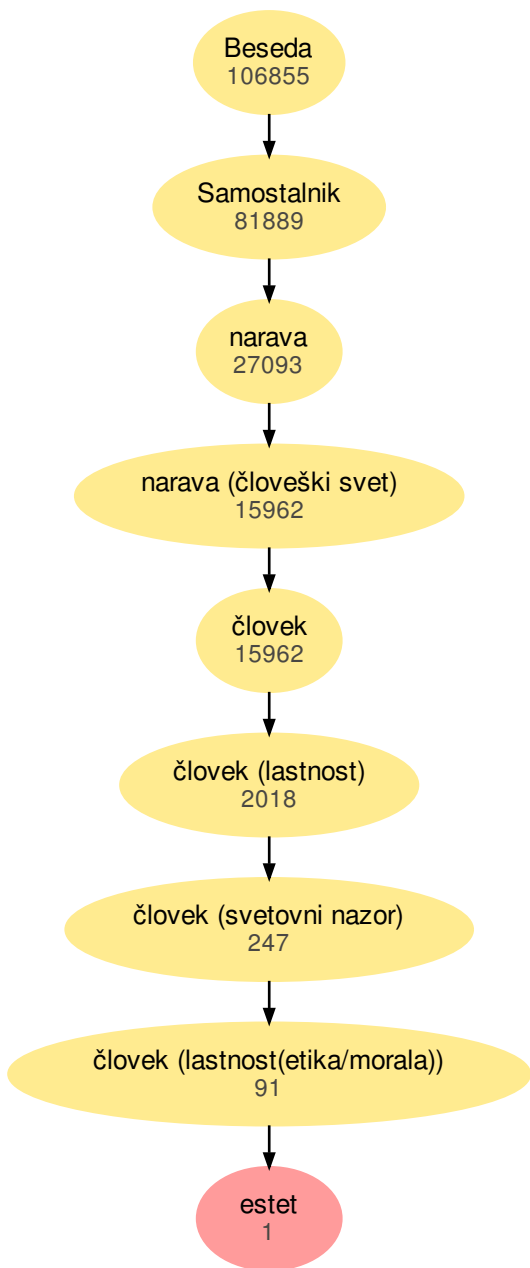 Beseda
106855
Samostalnik
81889
narava
27093
narava (človeški svet)
15962
človek
15962
človek (lastnost)
2018
človek (svetovni nazor)
247
človek (lastnost(etika/morala))
91
estet
1